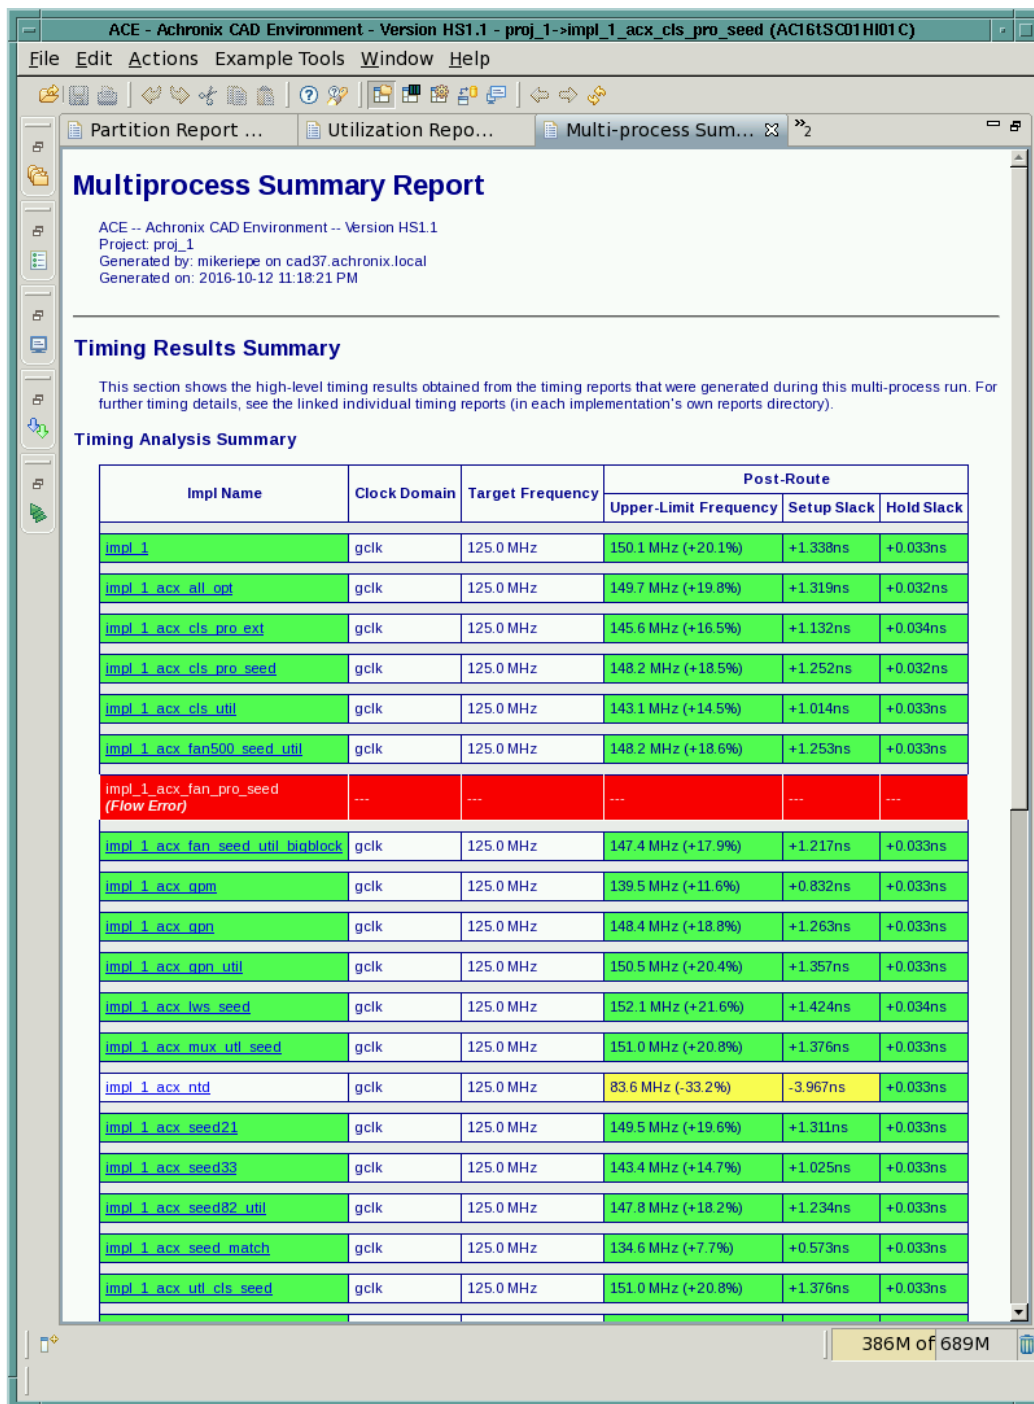 ACE - Achronix CAD Environment - Version HS1.1 - proj_1->impl_1_acx_cls_pro_seed (AC16tSC01HI01C)
File Edit Actions Example Tools Window Help
Partition Report ... Utilization Repo... Multi-process Sum... »2
Multiprocess Summary Report
ACE -- Achronix CAD Environment -- Version HS1.1
Project: proj_1
Generated by: mikeriepe on cad37.achronix.local
Generated on: 2016-10-12 11:18:21 PM
Timing Results Summary
This section shows the high-level timing results obtained from the timing reports that were generated during this multi-process run. For
further timing details, see the linked individual timing reports (in each implementation's own reports directory).
Timing Analysis Summary
Impl Name Clock Domain Target Frequency Post-Route
Upper-Limit Frequency Setup Slack Hold Slack
impl_1 gclk 125.0 MHz 150.1 MHz (+20.1%) +1.338ns +0.033ns
impl_1_acx_all_opt gclk 125.0 MHz 149.7 MHz (+19.8%) +1.319ns +0.032ns
impl_1_acx_cls_pro_ext gclk 125.0 MHz 145.6 MHz (+16.5%) +1.132ns +0.034ns
impl_1_acx_cls_pro_seed gclk 125.0 MHz 148.2 MHz (+18.5%) +1.252ns +0.032ns
impl_1_acx_cls_util gclk 125.0 MHz 143.1 MHz (+14.5%) +1.014ns +0.033ns
impl_1_acx_fan500_seed_util gclk 125.0 MHz 148.2 MHz (+18.6%) +1.253ns +0.033ns
impl_1_acx_fan_pro_seed
(Flow Error) --- --- --- --- ---
impl_1_acx_fan_seed_util_bigblock gclk 125.0 MHz 147.4 MHz (+17.9%) +1.217ns +0.033ns
impl_1_acx_gpm gclk 125.0 MHz 139.5 MHz (+11.6%) +0.832ns +0.033ns
impl_1_acx_gpn gclk 125.0 MHz 148.4 MHz (+18.8%) +1.263ns +0.033ns
impl_1_acx_gpn_util gclk 125.0 MHz 150.5 MHz (+20.4%) +1.357ns +0.033ns
impl_1_acx_lws_seed gclk 125.0 MHz 152.1 MHz (+21.6%) +1.424ns +0.034ns
impl_1_acx_mux_utl_seed gclk 125.0 MHz 151.0 MHz (+20.8%) +1.376ns +0.033ns
impl_1_acx_ntd gclk 125.0 MHz 83.6 MHz (-33.2%) -3.967ns +0.033ns
impl_1_acx_seed21 gclk 125.0 MHz 149.5 MHz (+19.6%) +1.311ns +0.033ns
impl_1_acx_seed33 gclk 125.0 MHz 143.4 MHz (+14.7%) +1.025ns +0.033ns
impl_1_acx_seed82_util gclk 125.0 MHz 147.8 MHz (+18.2%) +1.234ns +0.033ns
impl_1_acx_seed_match gclk 125.0 MHz 134.6 MHz (+7.7%) +0.573ns +0.033ns
impl_1_acx_utl_cls_seed gclk 125.0 MHz 151.0 MHz (+20.8%) +1.376ns +0.033ns
386M of 689M